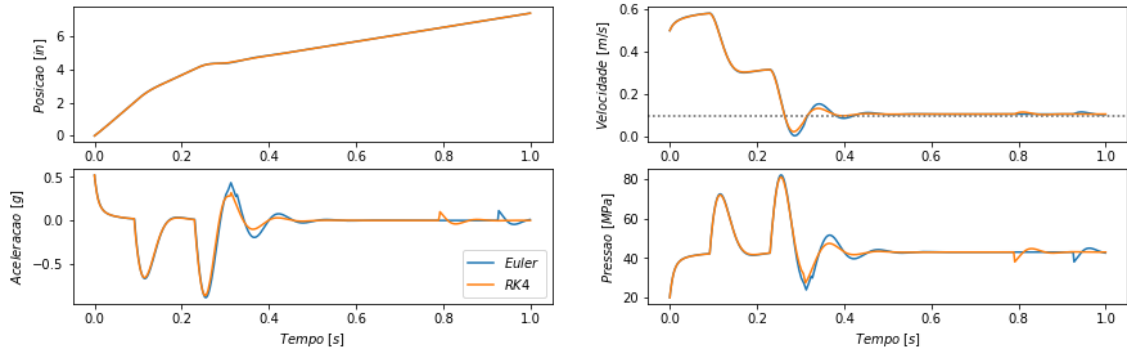 Posicao [in]
6
4
2
0
0.0 0.2 0.4 0.6 0.8 1.0
Velocidade [m/s]
0.6
0.4
0.2
0.0
0.0 0.2 0.4 0.6 0.8 1.0
Aceleracao [g]
0.5
0.0
−0.5
Euler
RK4
0.0 0.2 0.4 0.6 0.8 1.0
Tempo [s]
Pressao [MPa]
80
60
40
20
0.0 0.2 0.4 0.6 0.8 1.0
Tempo [s]